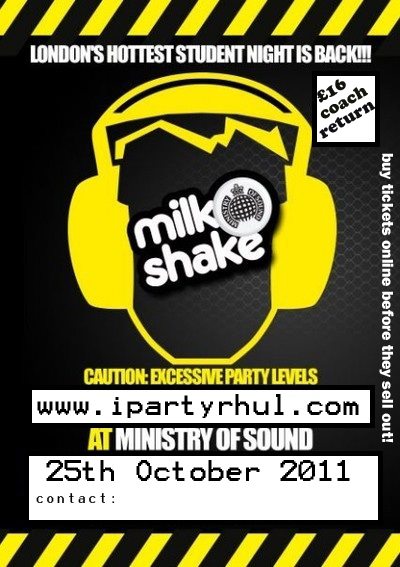 LONDON'S HOTTEST STUDENT NIGHT IS BACK!!!
£16
coach
return
milk
shake
buy tickets online before they sell out!
CAUTION: EXCESSIVE PARTY LEVELS
www.ipartyrhul.com
AT MINISTRY OF SOUND
25th October 2011
contact: